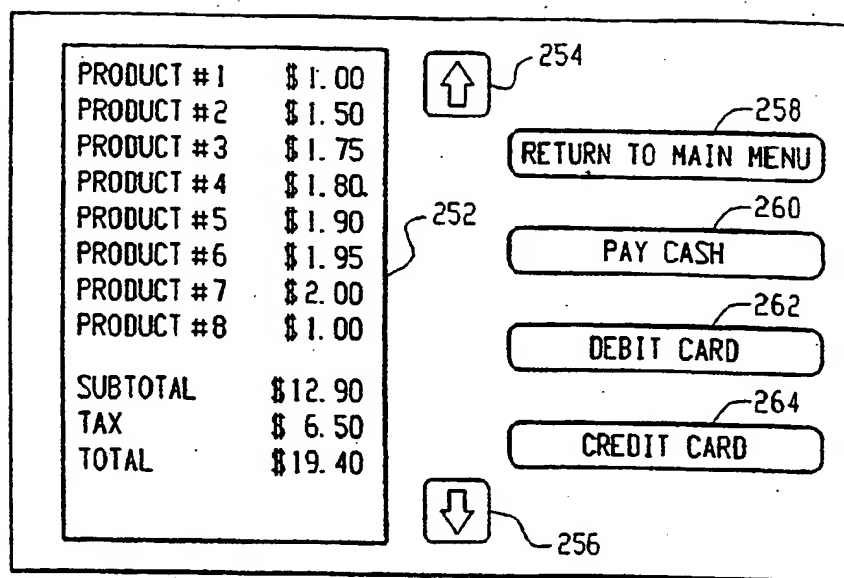 PRODUCT #1 $1.00
PRODUCT #2 $1.50
PRODUCT #3 $1.75
PRODUCT #4 $1.80
PRODUCT #5 $1.90
PRODUCT #6 $1.95
PRODUCT #7 $2.00
PRODUCT #8 $1.00
SUBTOTAL $12.90
TAX $ 6.50
TOTAL $19.40
252
254
256
258
RETURN TO MAIN MENU
260
PAY CASH
262
DEBIT CARD
264
CREDIT CARD